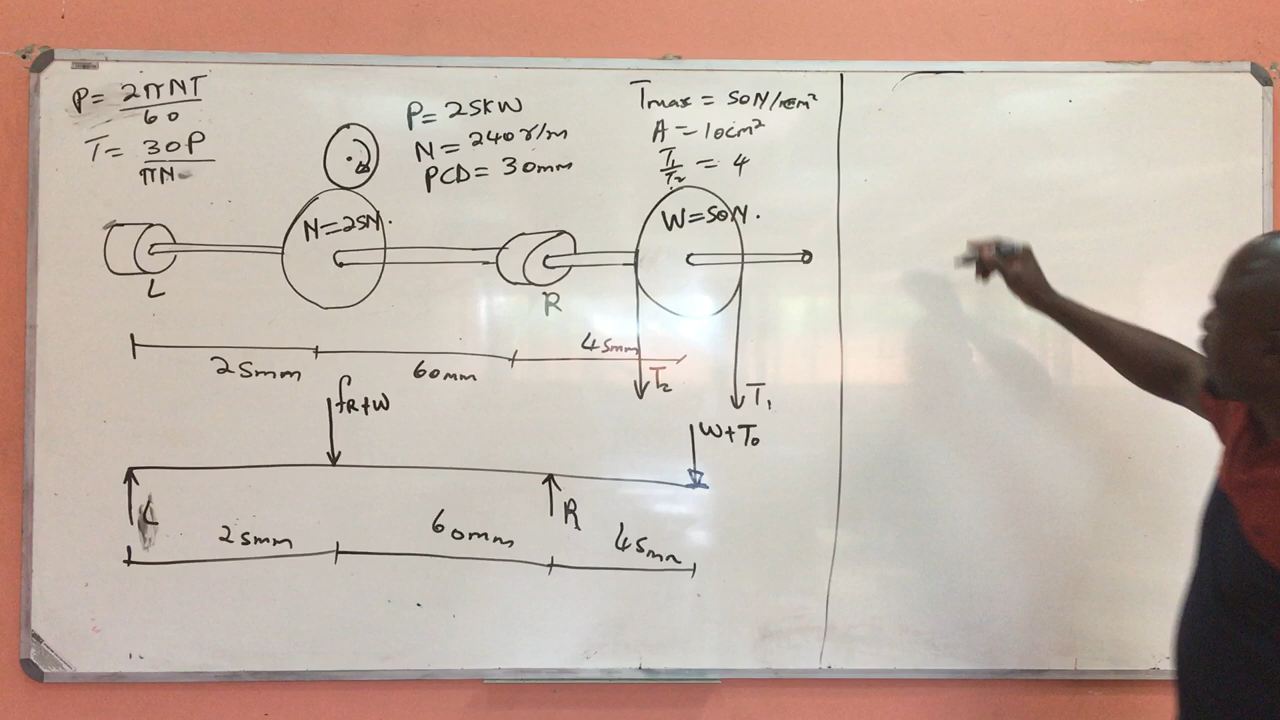 P = 2πNT
60
T = 30P
πN
P = 25KW
N = 240r/m
PCD = 30mm
Tmax = 50N/
A = 10cm²
T₁
T₂ = 4
N = 25N.
W = 50N.
L
R
25mm
60mm
45mm
T₂
T₁
fR+W
W+T₀
L
R
25mm
60mm
45mm